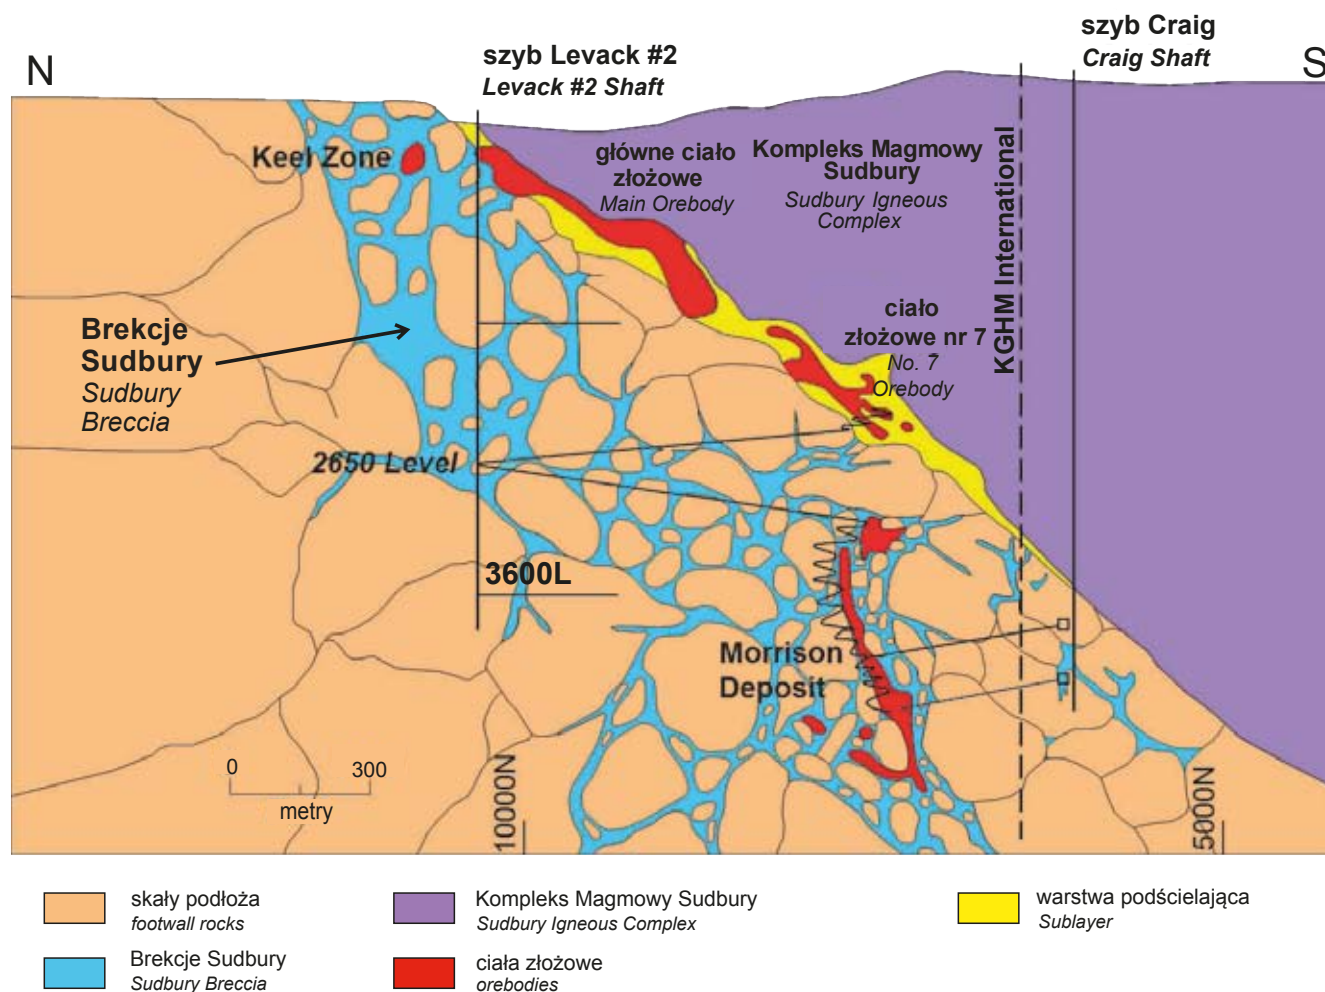 N
szyb Levack #2
Levack #2 Shaft
szyb Craig
Craig Shaft
S
Keel Zone
główne ciało
złożowe
Main Orebody
Kompleks Magmowy
Sudbury
Sudbury Igneous
Complex
KGHM International
Brekcje
Sudbury
Sudbury
Breccia
ciało
złożowe nr 7
No. 7
Orebody
2650 Level
3600L
Morrison
Deposit
0 300
metry
10000N
5000N
skały podłoża
footwall rocks
Kompleks Magmowy Sudbury
Sudbury Igneous Complex
warstwa podścielająca
Sublayer
Brekcje Sudbury
Sudbury Breccia
ciała złożowe
orebodies